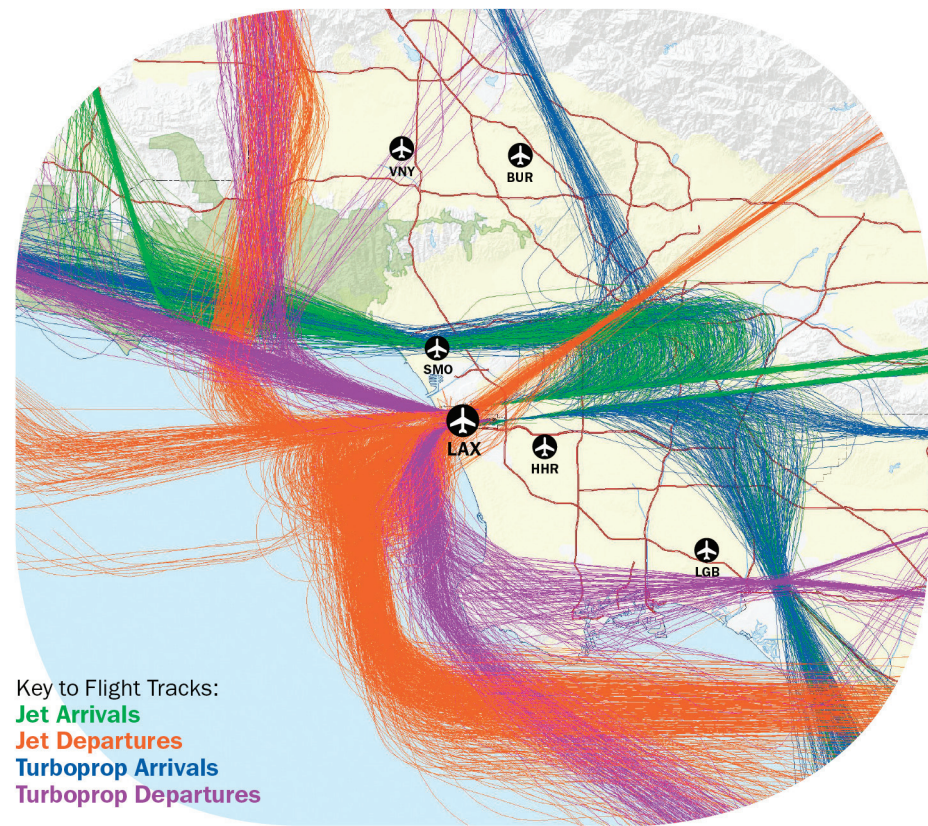 VNY
BUR
SMO
LAX
HHR
LGB
Key to Flight Tracks:
Jet Arrivals
Jet Departures
Turboprop Arrivals
Turboprop Departures